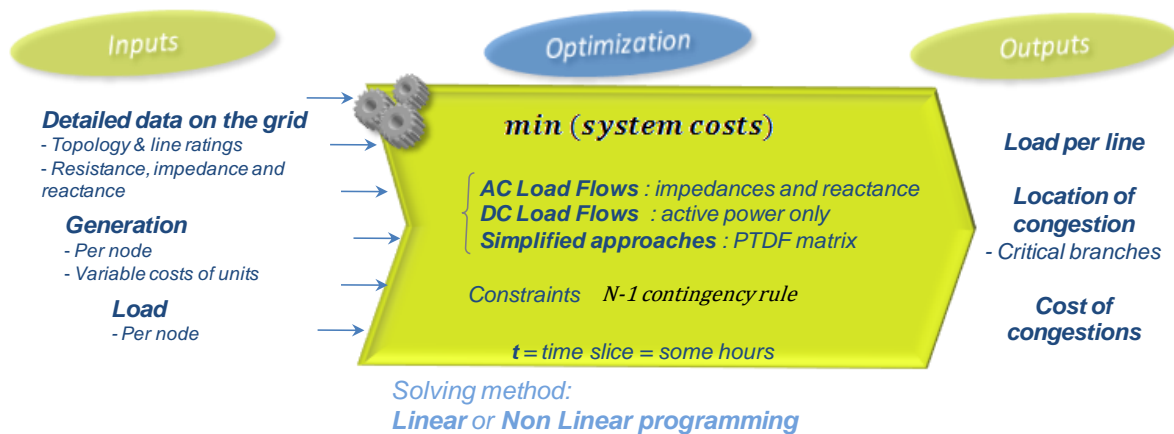 Inputs
Optimization
Outputs
Detailed data on the grid
- Topology & line ratings
- Resistance, impedance and
reactance
Generation
- Per node
- Variable costs of units
Load
- Per node
min (system costs)
AC Load Flows : impedances and reactance
DC Load Flows : active power only
Simplified approaches : PTDF matrix
Constraints N-1 contingency rule
t = time slice = some hours
Solving method:
Linear or Non Linear programming
Load per line
Location of
congestion
- Critical branches
Cost of
congestions